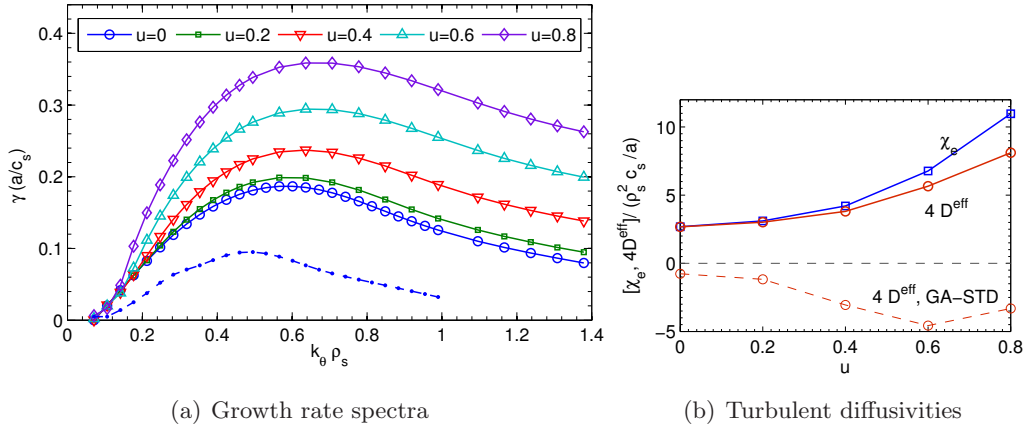 u=0 u=0.2 u=0.4 u=0.6 u=0.8
0.4
0.3
0.2
0.1
0
γ (a/c_s)
0 0.2 0.4 0.6 0.8 1 1.2 1.4
k_θ ρ_s
(a) Growth rate spectra
10
5
0
−5
[χ_e, 4D^eff]/ (ρ_s^2 c_s /a)
χ_e
4 D^eff
4 D^eff, GA−STD
0 0.2 0.4 0.6 0.8
u
(b) Turbulent diffusivities